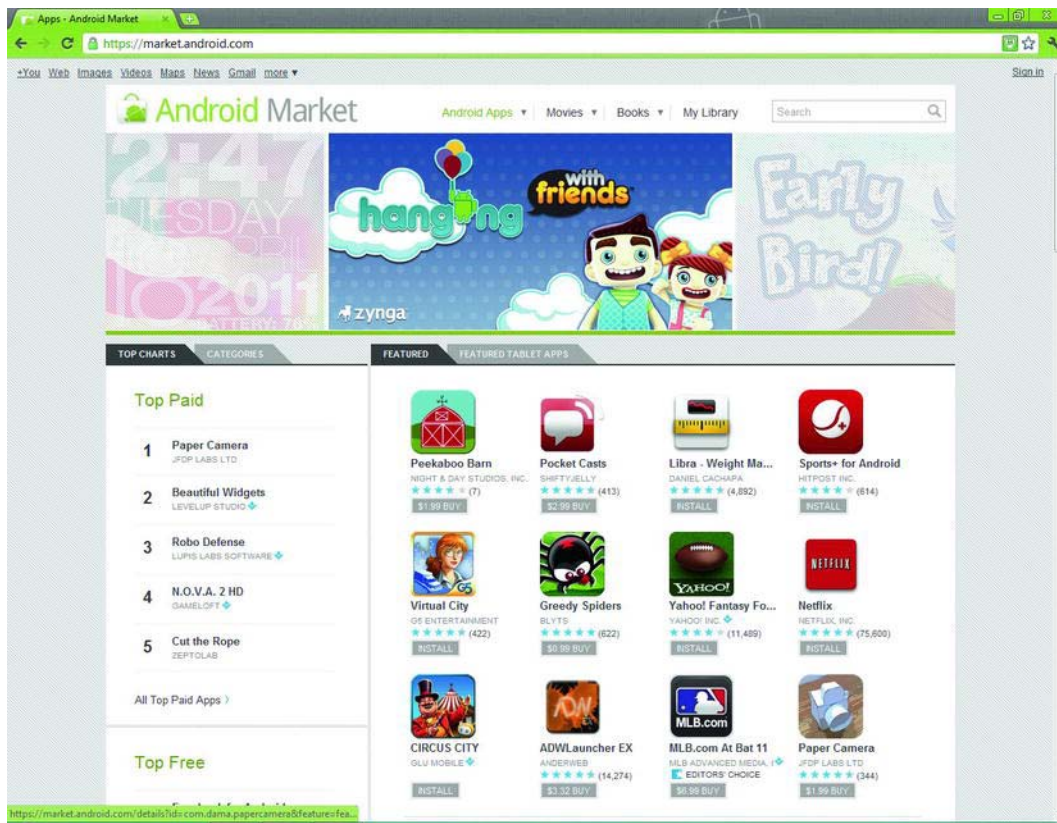 Apps - Android Market
https://market.android.com
+You Web Images Videos Maps News Gmail more ▼
Sign in
Android Market
Android Apps ▼ Movies ▼ Books ▼ My Library
Search
2:47
TUESDAY
2011
BATTERY: 70%
hanging
with
friends
zynga
Early
Bird!
TOP CHARTS
CATEGORIES
Top Paid
1 Paper Camera
JFDP LABS LTD
2 Beautiful Widgets
LEVELUP STUDIO
3 Robo Defense
LUPIS LABS SOFTWARE
4 N.O.V.A. 2 HD
GAMELOFT
5 Cut the Rope
ZEPTOLAB
All Top Paid Apps ›
Top Free
FEATURED
FEATURED TABLET APPS
Peekaboo Barn
NIGHT & DAY STUDIOS, INC.
(7)
$1.99 BUY
Pocket Casts
SHIFTYJELLY
(413)
$2.99 BUY
Libra - Weight Ma...
DANIEL CACHAPA
(4,892)
INSTALL
Sports+ for Android
HITPOST INC.
(614)
INSTALL
G5
Virtual City
G5 ENTERTAINMENT
(422)
INSTALL
Greedy Spiders
BLYTS
(622)
$0.99 BUY
YAHOO!
Yahoo! Fantasy Fo...
YAHOO! INC.
(11,489)
INSTALL
NETFLIX
Netflix
NETFLIX, INC.
(75,600)
INSTALL
CIRCUS CITY
GLU MOBILE
INSTALL
ADW
ADWLauncher EX
ANDERWEB
(14,274)
$3.32 BUY
MLB.com
MLB.com At Bat 11
MLB ADVANCED MEDIA, 
EDITORS' CHOICE
$6.99 BUY
Paper Camera
JFDP LABS LTD
(344)
$1.99 BUY
https://market.android.com/details?id=com.dama.papercamera&feature=fea...